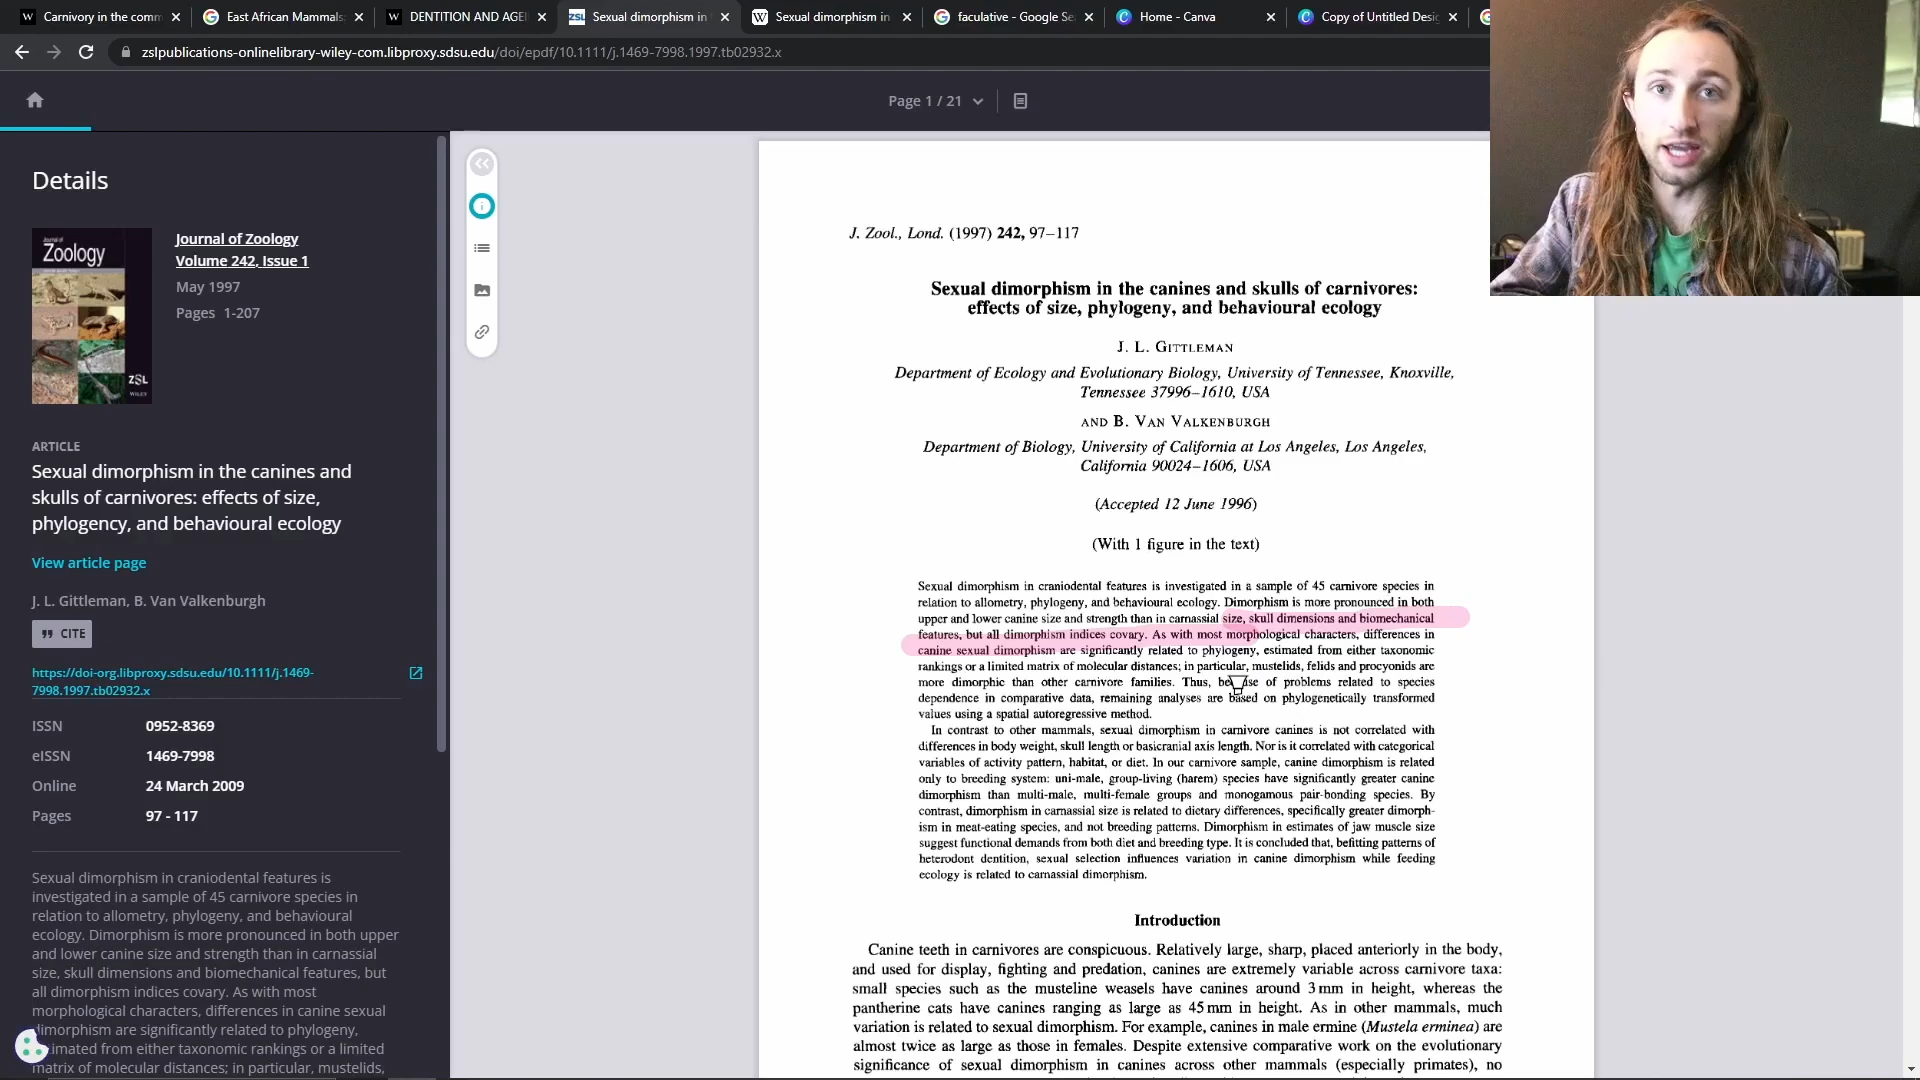 Carnivory in the comm
East African Mammals:
DENTITION AND AGEI
Sexual dimorphism in
Sexual dimorphism in
faculative - Google Se
Home - Canva
Copy of Untitled Desig
zslpublications-onlinelibrary-wiley-com.libproxy.sdsu.edu/doi/epdf/10.1111/j.1469-7998.1997.tb02932.x
Page 1 / 21
Details
Journal of
Zoology
ZSL
WILEY
Journal of Zoology
Volume 242, Issue 1
May 1997
Pages 1-207
ARTICLE
Sexual dimorphism in the canines and
skulls of carnivores: effects of size,
phylogency, and behavioural ecology
View article page
J. L. Gittleman, B. Van Valkenburgh
CITE
https://doi-org.libproxy.sdsu.edu/10.1111/j.1469-
7998.1997.tb02932.x
ISSN 0952-8369
eISSN 1469-7998
Online 24 March 2009
Pages 97 - 117
Sexual dimorphism in craniodental features is
investigated in a sample of 45 carnivore species in
relation to allometry, phylogeny, and behavioural
ecology. Dimorphism is more pronounced in both upper
and lower canine size and strength than in carnassial
size, skull dimensions and biomechanical features, but
all dimorphism indices covary. As with most
morphological characters, differences in canine sexual
dimorphism are significantly related to phylogeny,
estimated from either taxonomic rankings or a limited
matrix of molecular distances; in particular, mustelids,
J. Zool., Lond. (1997) 242, 97–117
Sexual dimorphism in the canines and skulls of carnivores:
effects of size, phylogeny, and behavioural ecology
J. L. GITTLEMAN
Department of Ecology and Evolutionary Biology, University of Tennessee, Knoxville,
Tennessee 37996–1610, USA
AND B. VAN VALKENBURGH
Department of Biology, University of California at Los Angeles, Los Angeles,
California 90024–1606, USA
(Accepted 12 June 1996)
(With 1 figure in the text)
Sexual dimorphism in craniodental features is investigated in a sample of 45 carnivore species in
relation to allometry, phylogeny, and behavioural ecology. Dimorphism is more pronounced in both
upper and lower canine size and strength than in carnassial size, skull dimensions and biomechanical
features, but all dimorphism indices covary. As with most morphological characters, differences in
canine sexual dimorphism are significantly related to phylogeny, estimated from either taxonomic
rankings or a limited matrix of molecular distances; in particular, mustelids, felids and procyonids are
more dimorphic than other carnivore families. Thus, because of problems related to species
dependence in comparative data, remaining analyses are based on phylogenetically transformed
values using a spatial autoregressive method.
In contrast to other mammals, sexual dimorphism in carnivore canines is not correlated with
differences in body weight, skull length or basicranial axis length. Nor is it correlated with categorical
variables of activity pattern, habitat, or diet. In our carnivore sample, canine dimorphism is related
only to breeding system: uni-male, group-living (harem) species have significantly greater canine
dimorphism than multi-male, multi-female groups and monogamous pair-bonding species. By
contrast, dimorphism in carnassial size is related to dietary differences, specifically greater dimorph-
ism in meat-eating species, and not breeding patterns. Dimorphism in estimates of jaw muscle size
suggest functional demands from both diet and breeding type. It is concluded that, befitting patterns of
heterodont dentition, sexual selection influences variation in canine dimorphism while feeding
ecology is related to carnassial dimorphism.
Introduction
Canine teeth in carnivores are conspicuous. Relatively large, sharp, placed anteriorly in the body,
and used for display, fighting and predation, canines are extremely variable across carnivore taxa:
small species such as the musteline weasels have canines around 3 mm in height, whereas the
pantherine cats have canines ranging as large as 45 mm in height. As in other mammals, much
variation is related to sexual dimorphism. For example, canines in male ermine (Mustela erminea) are
almost twice as large as those in females. Despite extensive comparative work on the evolutionary
significance of sexual dimorphism in canines across other mammals (especially primates), no